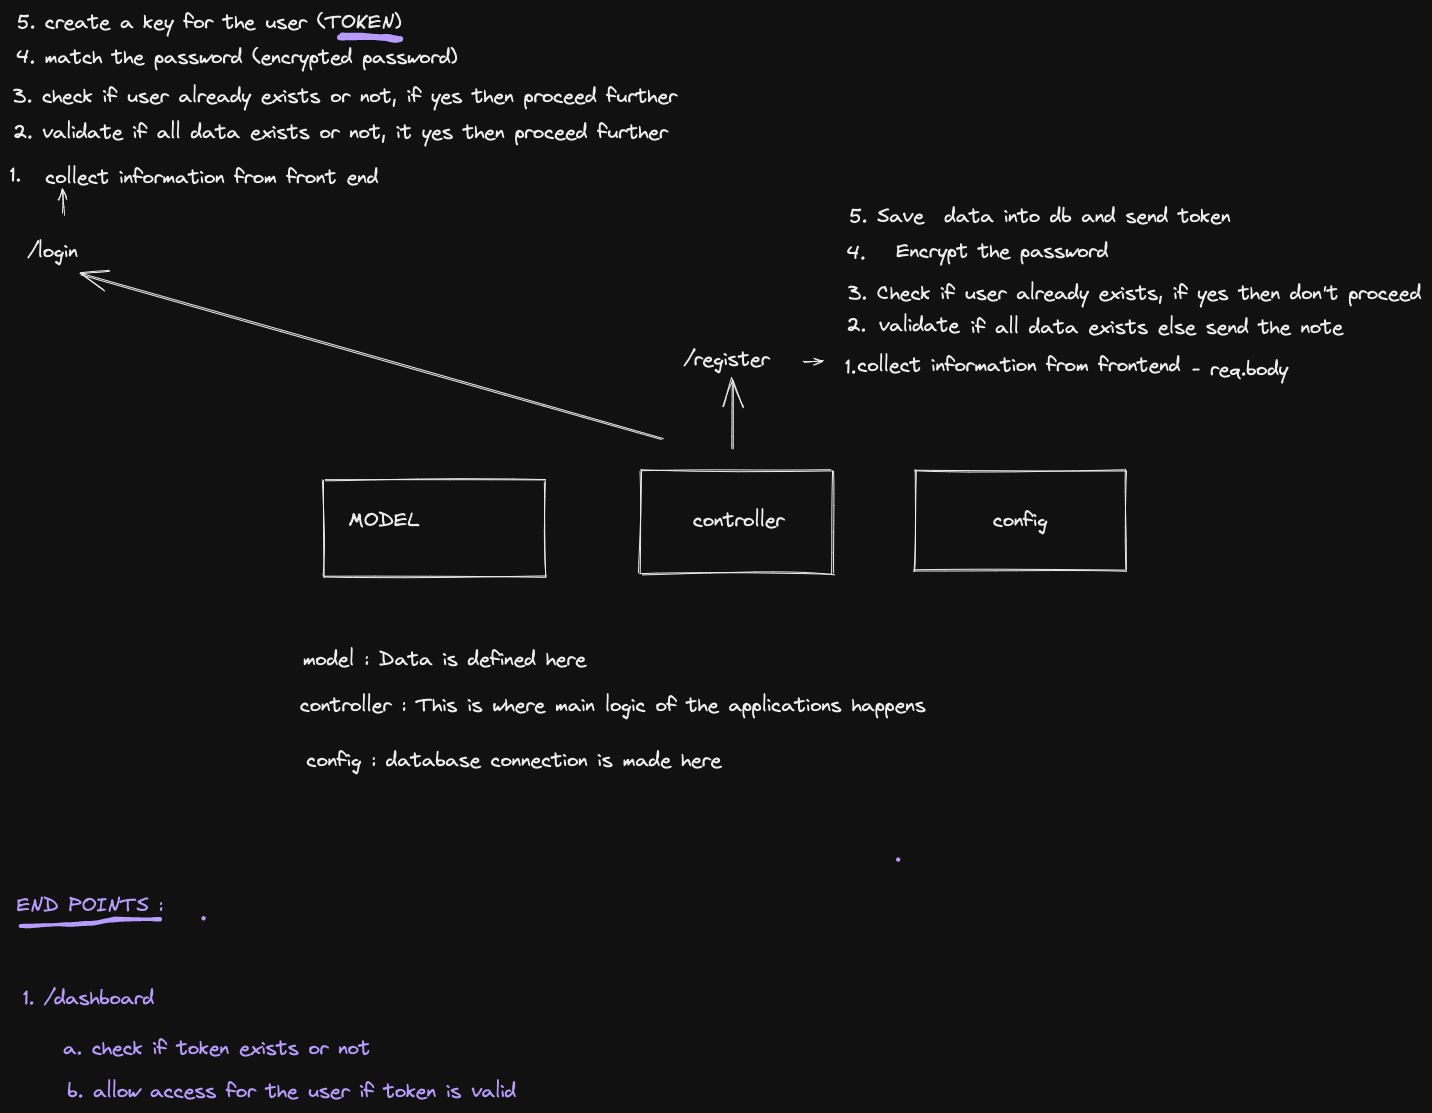 5. create a key for the user (TOKEN)
4. match the password (encrypted password)
3. check if user already exists or not, if yes then proceed further
2. validate if all data exists or not, it yes then proceed further
1. collect information from front end
/login
5. Save data into db and send token
4. Encrypt the password
3. Check if user already exists, if yes then don't proceed
2. validate if all data exists else send the note
/register
1.collect information from frontend - req.body
MODEL
controller
config
model : Data is defined here
controller : This is where main logic of the applications happens
config : database connection is made here
END POINTS :
1. /dashboard
a. check if token exists or not
b. allow access for the user if token is valid